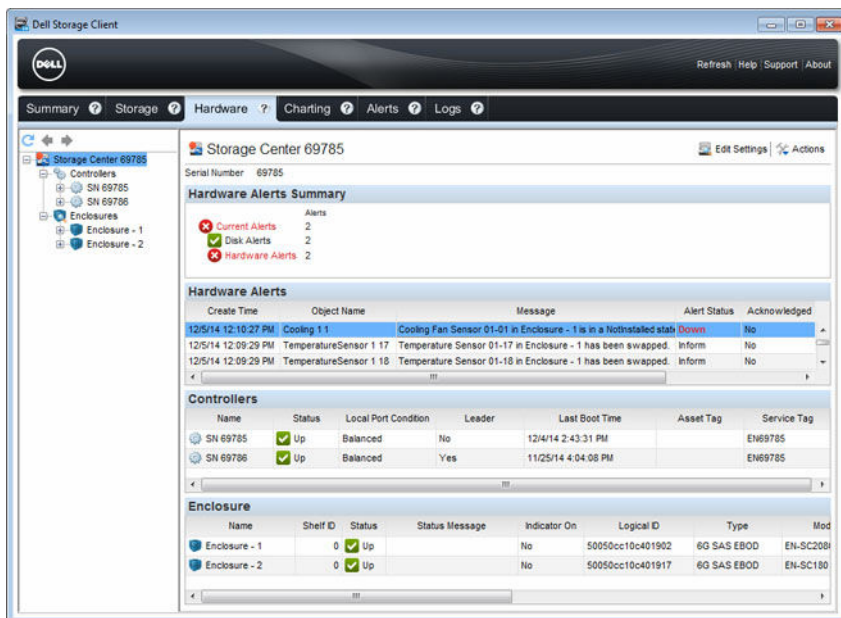 Dell Storage Client
DELL
Refresh Help Support About
Summary ? Storage ? Hardware ? Charting ? Alerts ? Logs ?
Storage Center 69785
Controllers
SN 69785
SN 69786
Enclosures
Enclosure - 1
Enclosure - 2
Storage Center 69785
Edit Settings Actions
Serial Number 69785
Hardware Alerts Summary
Alerts
Current Alerts 2
Disk Alerts 2
Hardware Alerts 2
Hardware Alerts
Create Time Object Name Message Alert Status Acknowledged
12/5/14 12:10:27 PM Cooling 1 1 Cooling Fan Sensor 01-01 in Enclosure - 1 is in a NotInstalled stat Down No
12/5/14 12:09:29 PM TemperatureSensor 1 17 Temperature Sensor 01-17 in Enclosure - 1 has been swapped. Inform No
12/5/14 12:09:29 PM TemperatureSensor 1 18 Temperature Sensor 01-18 in Enclosure - 1 has been swapped. Inform No
Controllers
Name Status Local Port Condition Leader Last Boot Time Asset Tag Service Tag
SN 69785 Up Balanced No 12/4/14 2:43:31 PM EN69785
SN 69786 Up Balanced Yes 11/25/14 4:04:08 PM EN69785
Enclosure
Name Shelf ID Status Status Message Indicator On Logical ID Type Mod
Enclosure - 1 0 Up No 50050cc10c401902 6G SAS EBOD EN-SC208
Enclosure - 2 0 Up No 50050cc10c401917 6G SAS EBOD EN-SC180